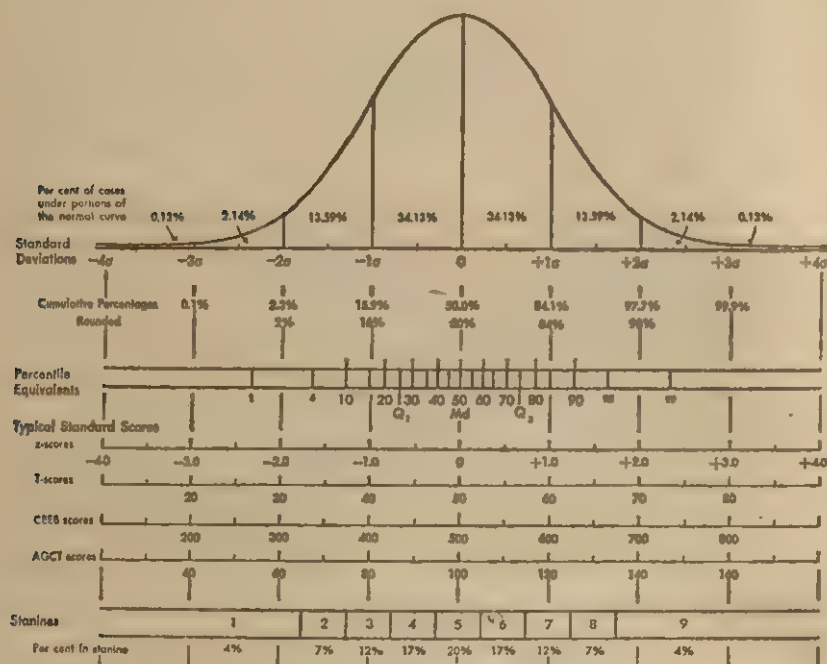 Per cent of cases
under portions of
the normal curve 0.13% 2.14% 13.59% 34.13% 34.13% 13.59% 2.14% 0.13%
Standard
Deviations -4σ -3σ -2σ -1σ 0 +1σ +2σ +3σ +4σ
Cumulative Percentages 0.1% 2.3% 15.9% 50.0% 84.1% 97.7% 99.9%
Rounded 2% 16% 50% 84% 98%
Percentile
Equivalents 10 20 30 40 50 60 70 80 90 99
Q1 Md Q3
Typical Standard Scores
z-scores -4.0 -3.0 -2.0 -1.0 0 +1.0 +2.0 +3.0 +4.0
T-scores 20 30 40 50 60 70 80
CEEB scores 200 300 400 500 600 700 800
AGCT scores 40 60 80 100 120 140 160
Stanines 1 2 3 4 5 6 7 8 9
Per cent in stanine 4% 7% 12% 17% 20% 17% 12% 7% 4%